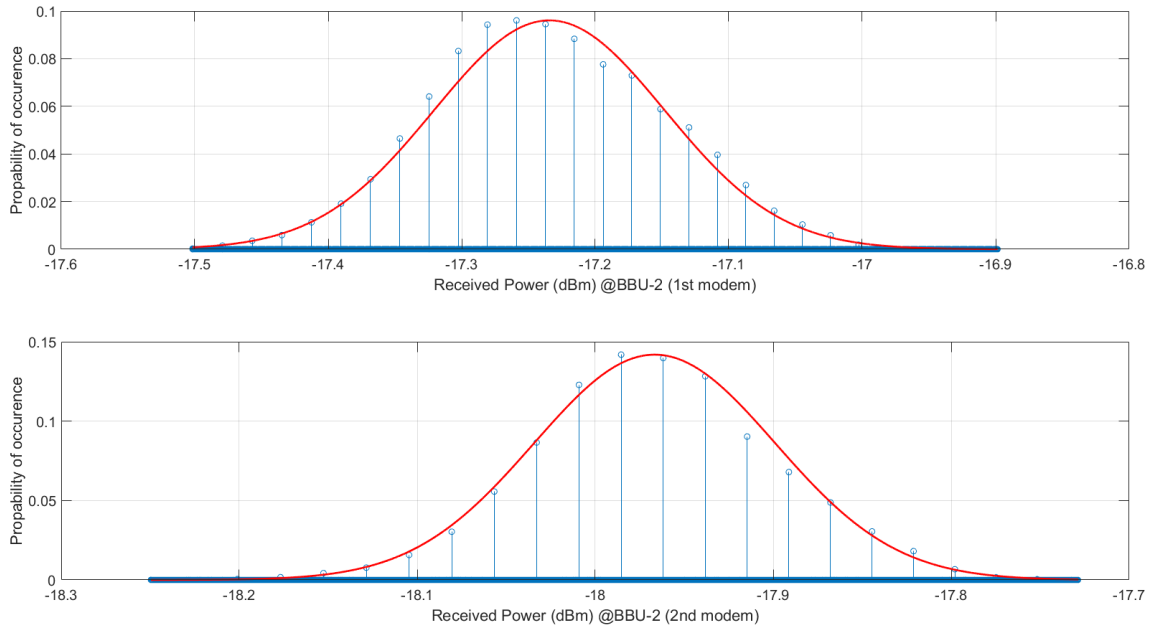 Propability of occurence
0.1
0.08
0.06
0.04
0.02
0
-17.6 -17.5 -17.4 -17.3 -17.2 -17.1 -17 -16.9 -16.8
Received Power (dBm) @BBU-2 (1st modem)
Propability of occurence
0.15
0.1
0.05
0
-18.3 -18.2 -18.1 -18 -17.9 -17.8 -17.7
Received Power (dBm) @BBU-2 (2nd modem)